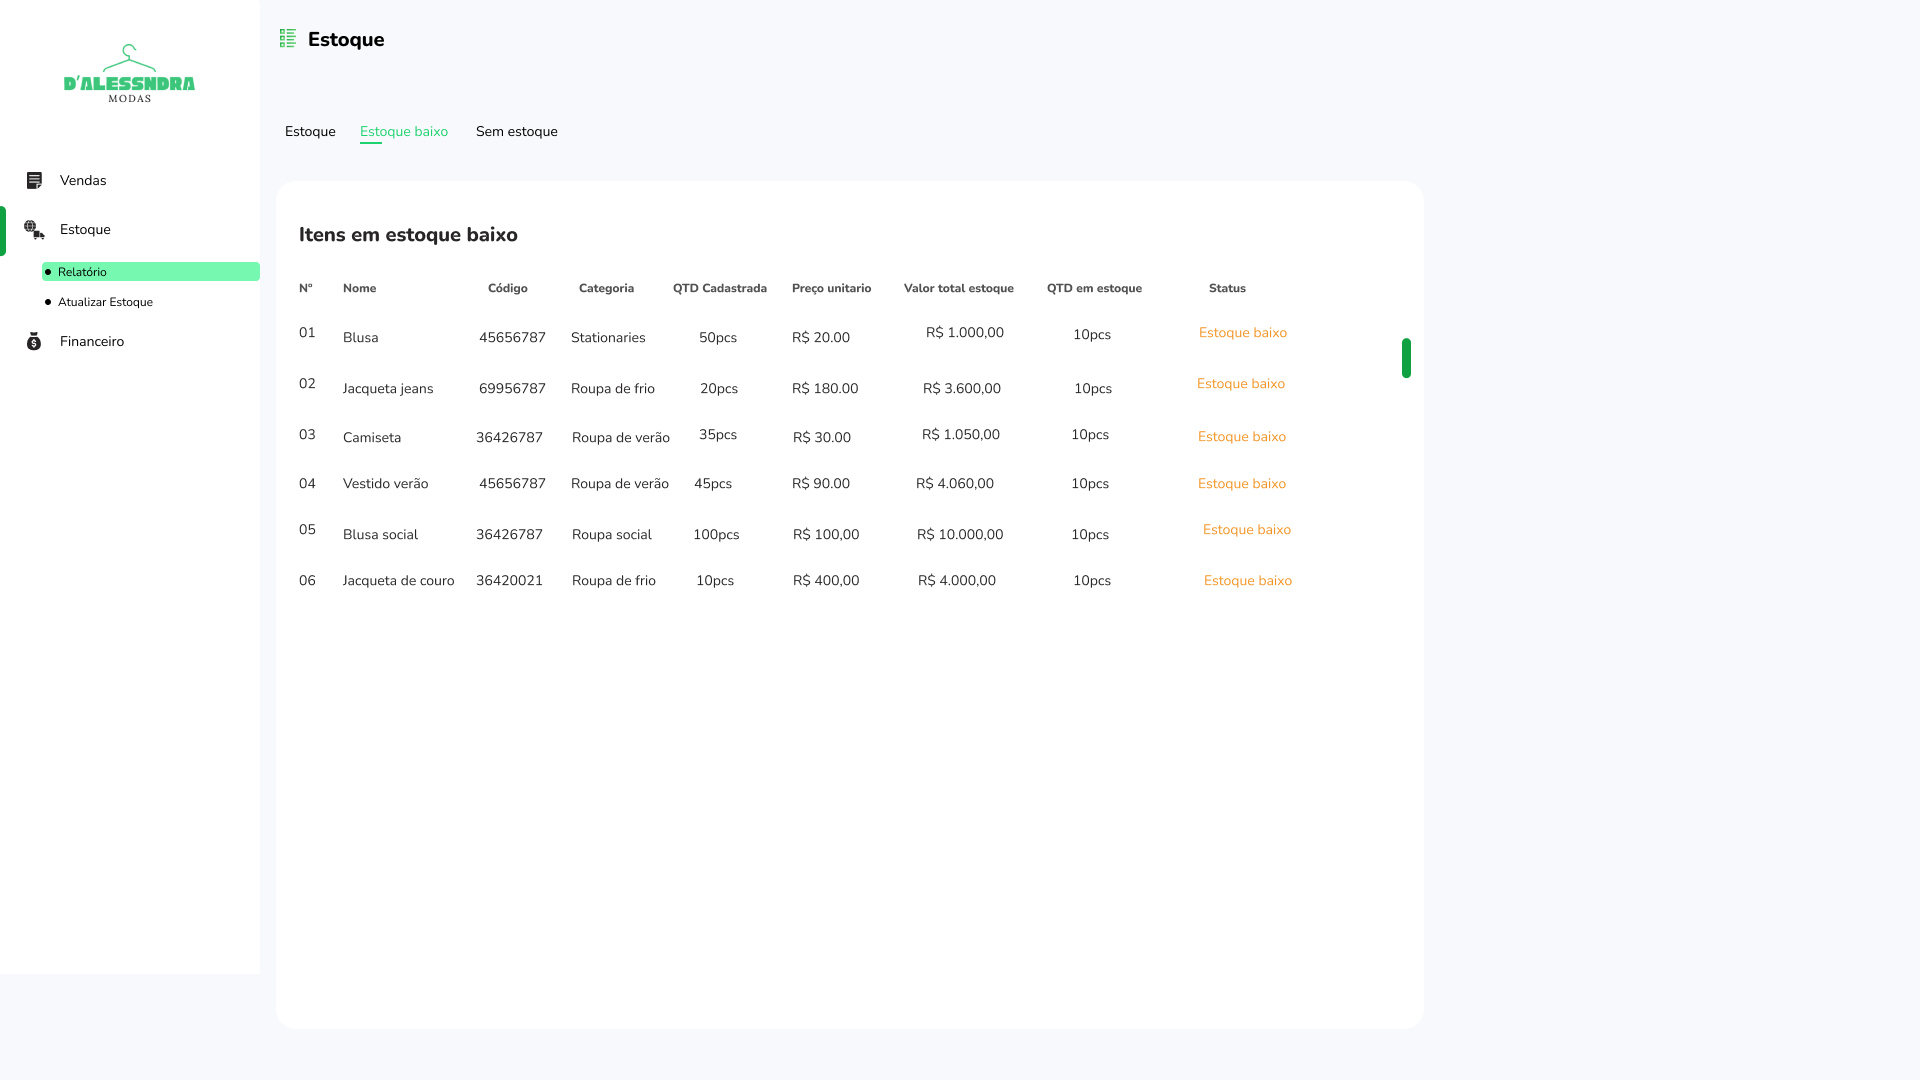 D'ALESSNDRA
MODAS
Vendas
Estoque
Relatório
Atualizar Estoque
Financeiro
Estoque
Estoque Estoque baixo Sem estoque
Itens em estoque baixo
Nº Nome Código Categoria QTD Cadastrada Preço unitario Valor total estoque QTD em estoque Status
01 Blusa 45656787 Stationaries 50pcs R$ 20.00 R$ 1.000,00 10pcs Estoque baixo
02 Jacqueta jeans 69956787 Roupa de frio 20pcs R$ 180.00 R$ 3.600,00 10pcs Estoque baixo
03 Camiseta 36426787 Roupa de verão 35pcs R$ 30.00 R$ 1.050,00 10pcs Estoque baixo
04 Vestido verão 45656787 Roupa de verão 45pcs R$ 90.00 R$ 4.060,00 10pcs Estoque baixo
05 Blusa social 36426787 Roupa social 100pcs R$ 100,00 R$ 10.000,00 10pcs Estoque baixo
06 Jacqueta de couro 36420021 Roupa de frio 10pcs R$ 400,00 R$ 4.000,00 10pcs Estoque baixo